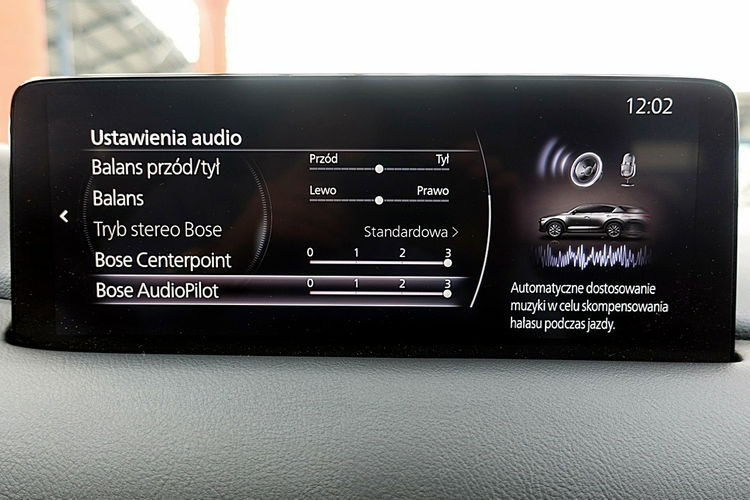 12:02
Ustawienia audio
Balans przód/tył
Przód Tył
Balans
Lewo Prawo
Tryb stereo Bose
Standardowa >
Bose Centerpoint
0 1 2 3
Bose AudioPilot
0 1 2 3
Automatyczne dostosowanie
muzyki w celu skompensowania
hałasu podczas jazdy.